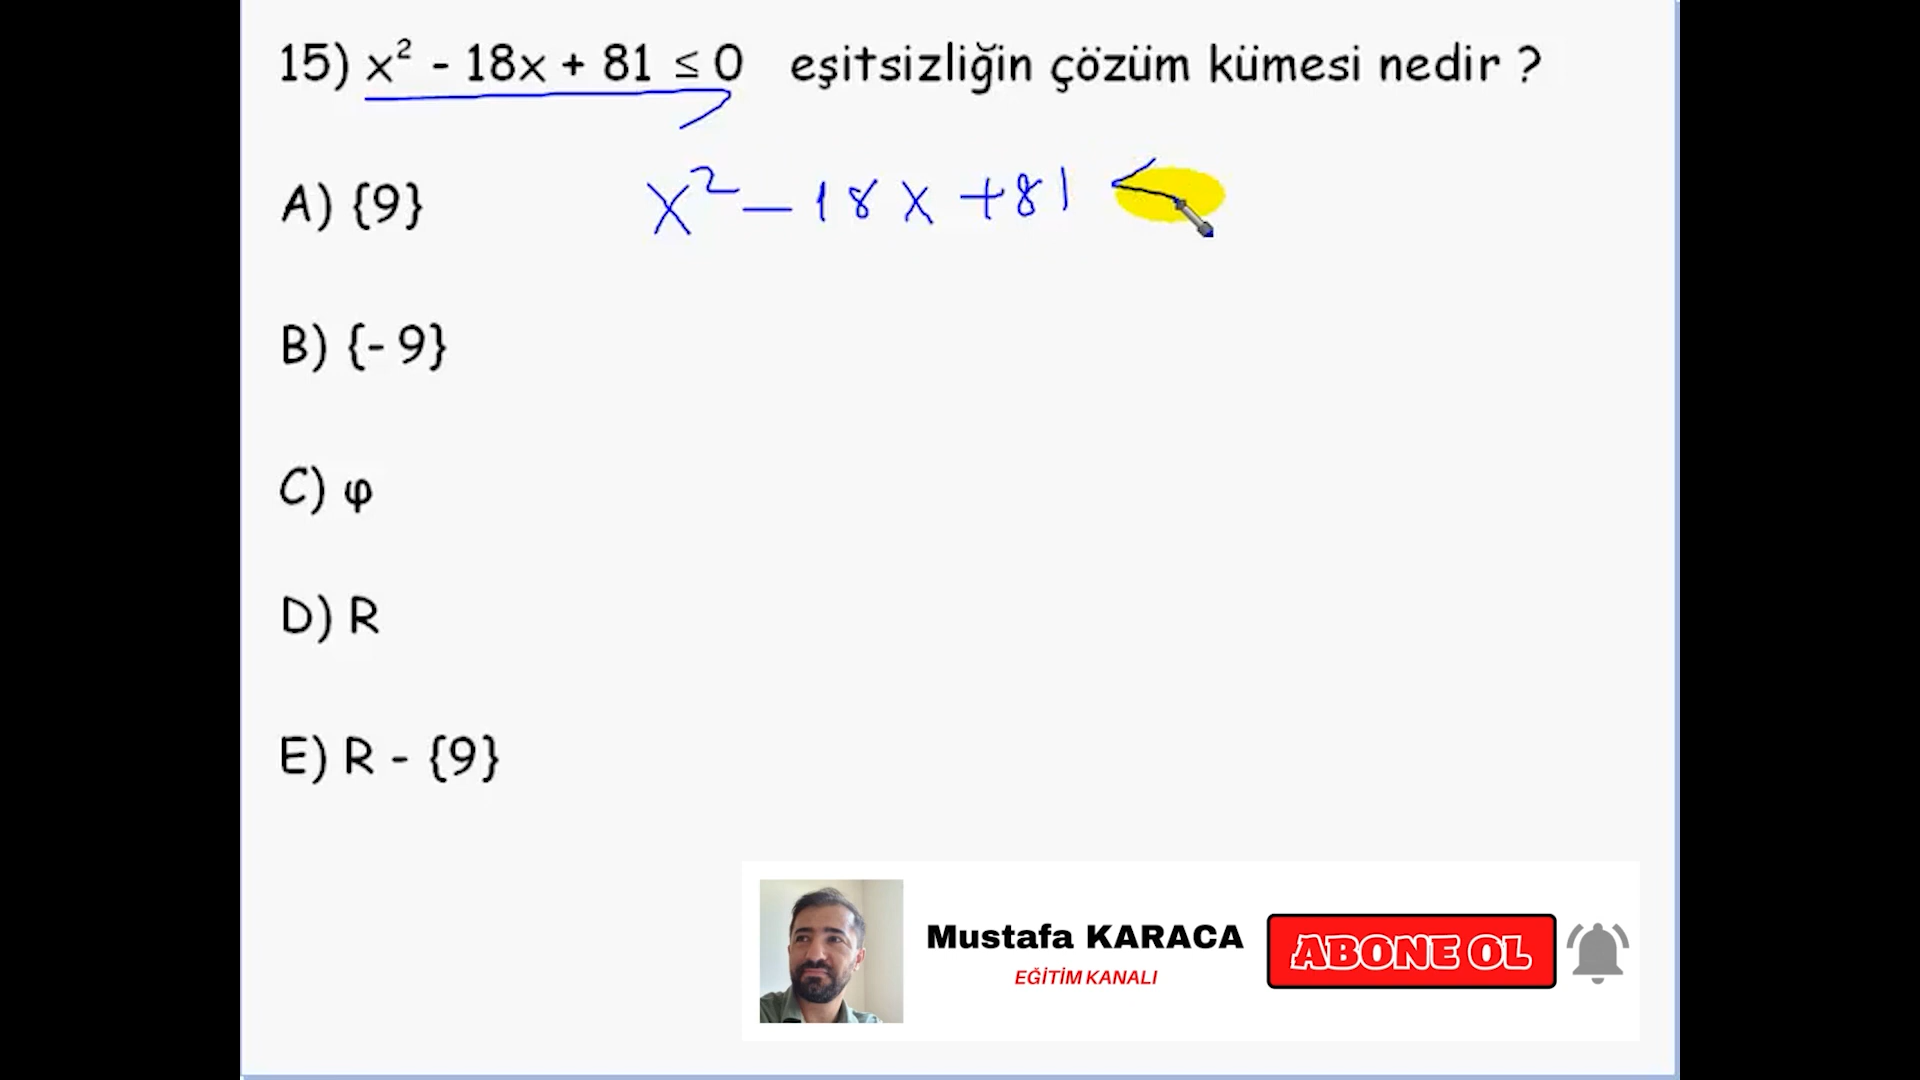 15) x² - 18x + 81 ≤ 0 eşitsizliğin çözüm kümesi nedir ?
x² - 18x + 81 <
A) {9}
B) {- 9}
C) φ
D) R
E) R - {9}
Mustafa KARACA
EĞİTİM KANALI
ABONE OL